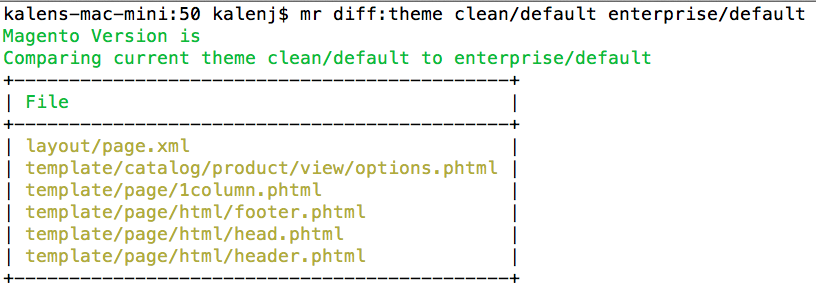 kalens-mac-mini:50 kalenj$ mr diff:theme clean/default enterprise/default
Magento Version is
Comparing current theme clean/default to enterprise/default
+---------------------------------------------+
| File                                        |
+---------------------------------------------+
| layout/page.xml                             |
| template/catalog/product/view/options.phtml |
| template/page/1column.phtml                 |
| template/page/html/footer.phtml             |
| template/page/html/head.phtml               |
| template/page/html/header.phtml             |
+---------------------------------------------+